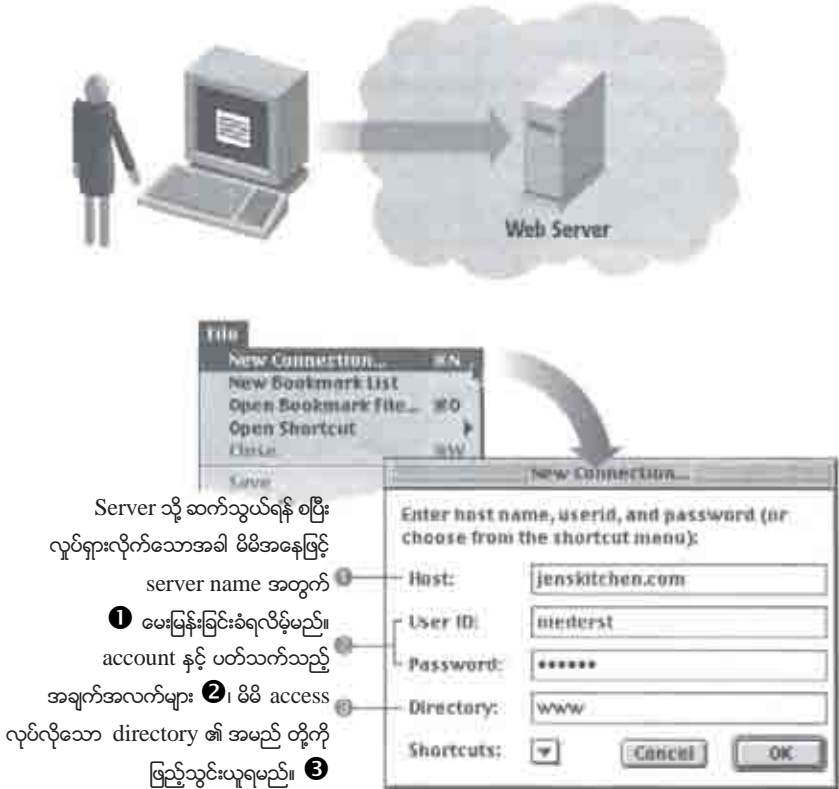 Web Server
File
New Connection... ⌘N
New Bookmark List
Open Bookmark File... ⌘O
Open Shortcut
Close ⌘W
Save
New Connection...
Enter host name, userid, and password (or
choose from the shortcut menu):
❶ Host: jenskitchen.com
❷ User ID: niederst
Password: ••••••
❸ Directory: www
Shortcuts: Cancel OK
Server သို့ ဆက်သွယ်ရန် စပြီး
လှုပ်ရှားလိုက်သောအခါ မိမိအနေဖြင့်
server name အတွက်
❶ မေးမြန်းခြင်းခံရလိမ့်မည်။
account နှင့် ပတ်သက်သည့်
အချက်အလက်များ ❷၊ မိမိ access
လုပ်လိုသော directory ၏ အမည် တို့ကို
ဖြည့်သွင်းယူရမည်။ ❸